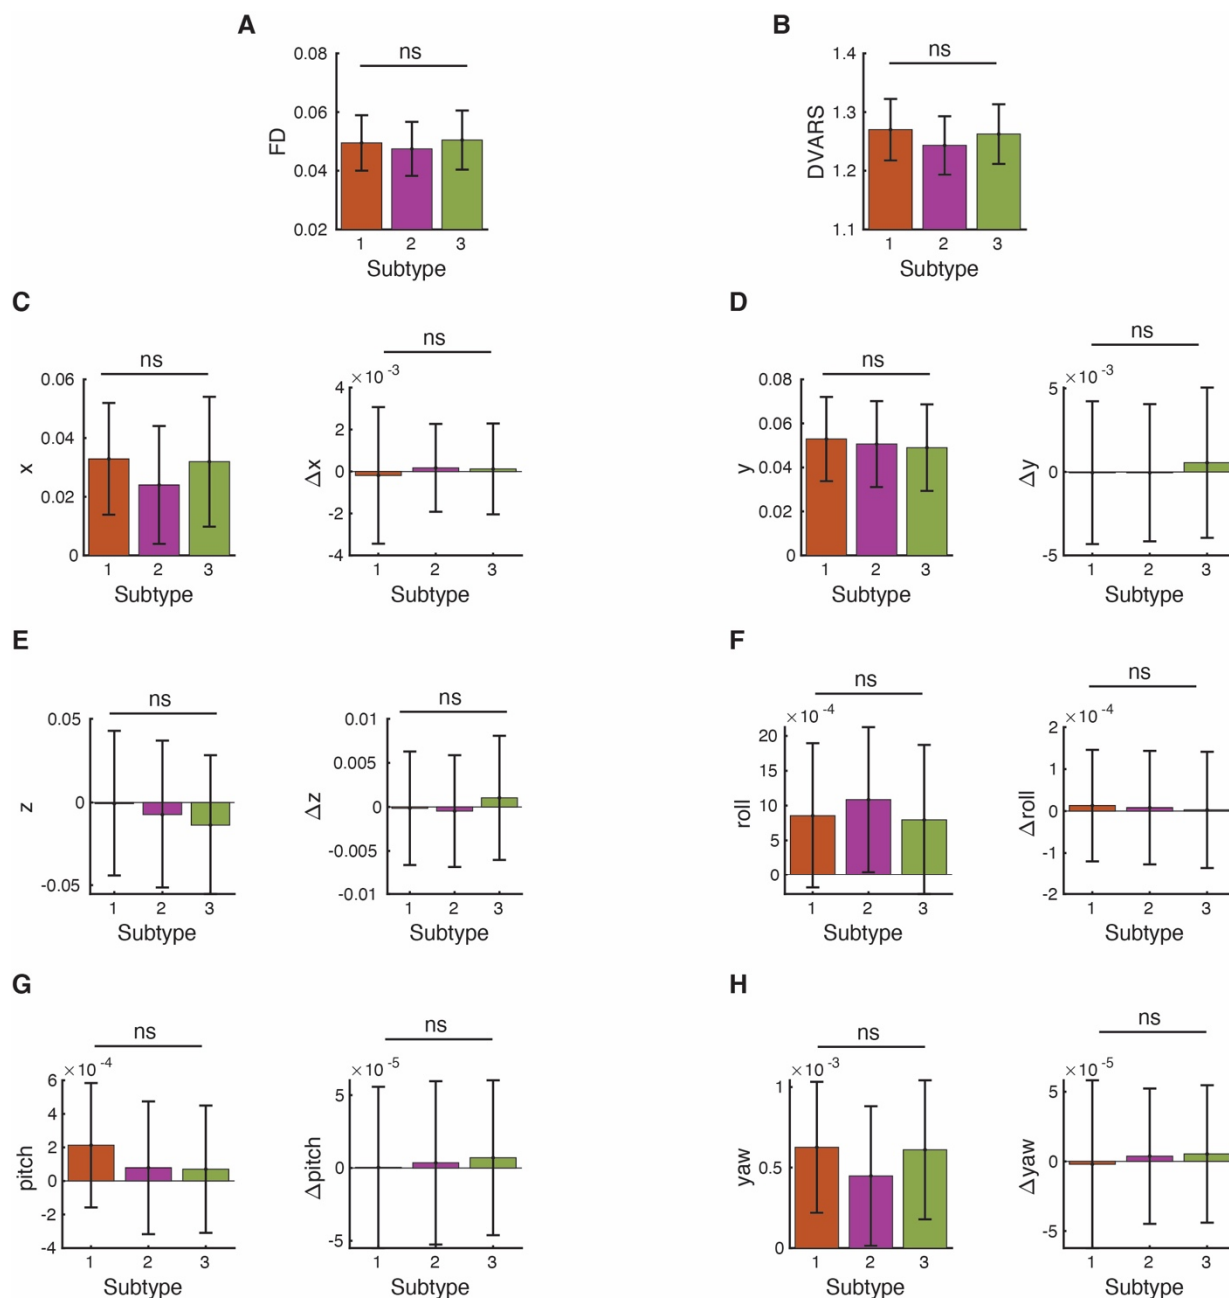 A
ns
0.08
0.06
0.04
0.02
FD
1 2 3
Subtype
B
ns
1.4
1.3
1.2
1.1
DVARS
1 2 3
Subtype
C
ns
0.06
0.04
0.02
0
x
1 2 3
Subtype
ns
×10 -3
4
2
0
-2
-4
Δx
1 2 3
Subtype
D
ns
0.08
0.06
0.04
0.02
0
y
1 2 3
Subtype
ns
×10 -3
5
0
-5
Δy
1 2 3
Subtype
E
ns
0.05
0
-0.05
z
1 2 3
Subtype
ns
0.01
0.005
0
-0.005
-0.01
Δz
1 2 3
Subtype
F
ns
×10 -4
20
15
10
5
0
roll
1 2 3
Subtype
ns
×10 -4
2
1
0
-1
-2
Δroll
1 2 3
Subtype
G
ns
×10 -4
6
4
2
0
-2
-4
pitch
1 2 3
Subtype
ns
×10 -5
5
0
-5
Δpitch
1 2 3
Subtype
H
ns
×10 -3
1
0.5
0
yaw
1 2 3
Subtype
ns
×10 -5
5
0
-5
Δyaw
1 2 3
Subtype